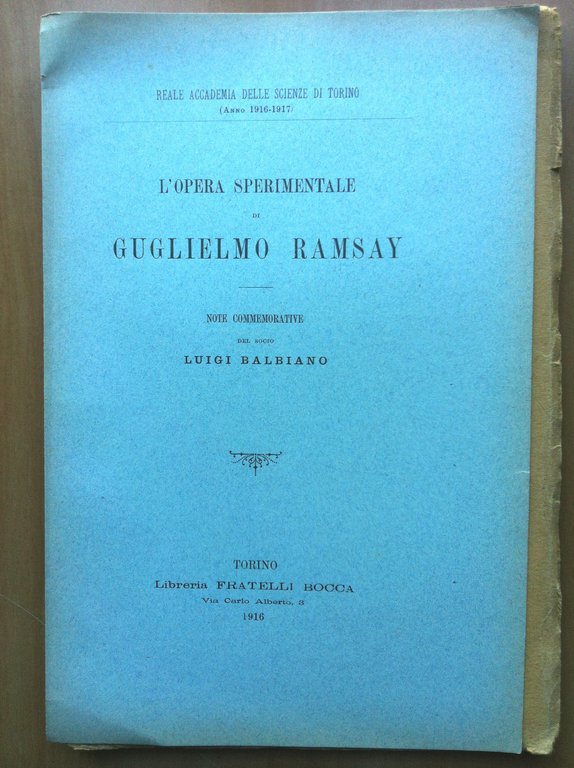 REALE ACCADEMIA DELLE SCIENZE DI TORINO
(ANNO 1916-1917)
L'OPERA SPERIMENTALE
DI
GUGLIELMO RAMSAY
NOTE COMMEMORATIVE
DEL SOCIO
LUIGI BALBIANO
TORINO
Libreria FRATELLI BOCCA
Via Carlo Alberto, 3
1916